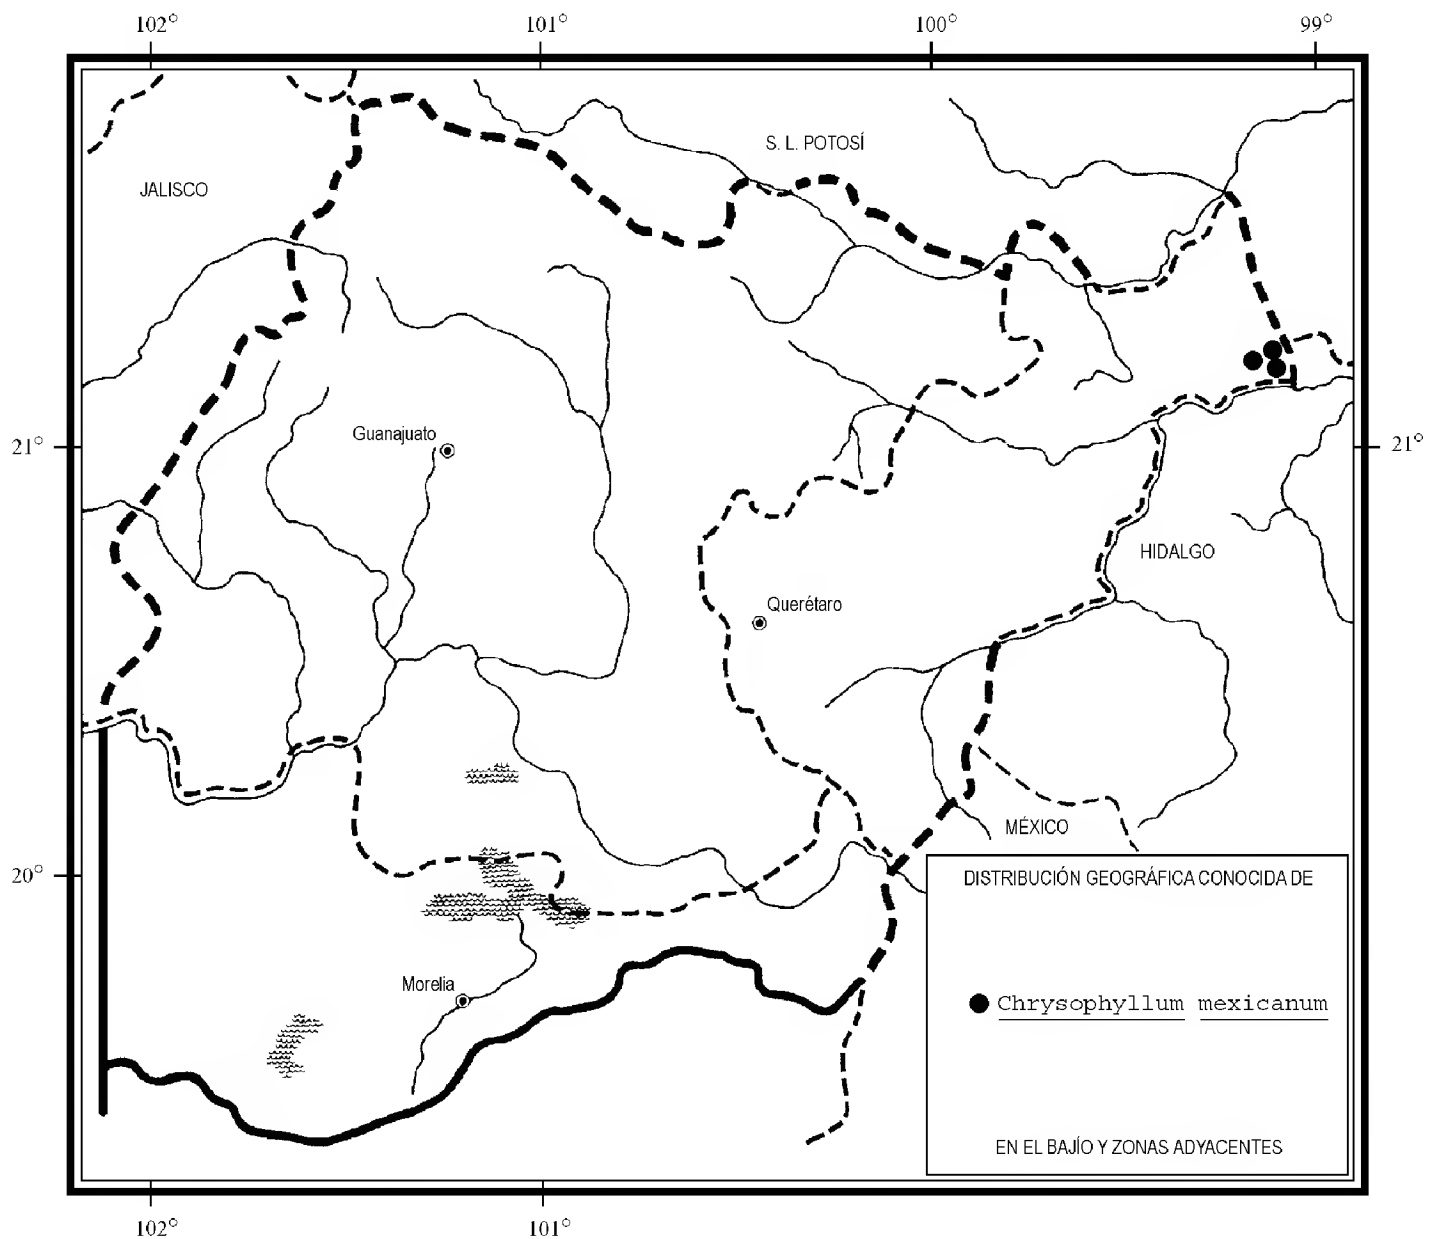 102° 101° 100° 99°
S. L. POTOSÍ
JALISCO
Guanajuato
21° 21°
HIDALGO
Querétaro
MÉXICO
20°
DISTRIBUCIÓN GEOGRÁFICA CONOCIDA DE
Morelia
Chrysophyllum mexicanum
EN EL BAJÍO Y ZONAS ADYACENTES
102° 101°